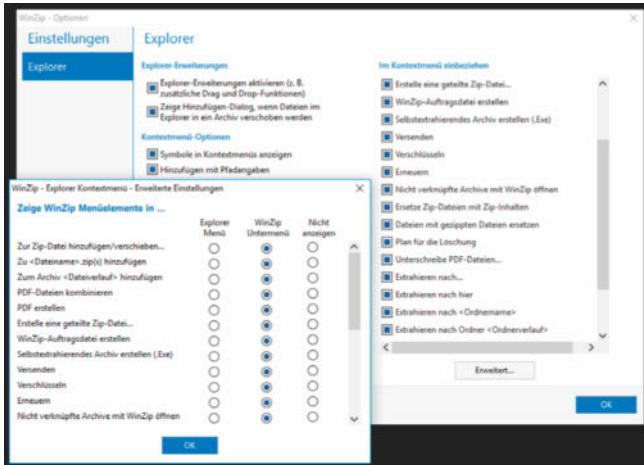 WinZip - Optionen
Einstellungen
Explorer
Explorer
Explorer-Erweiterungen
Explorer-Erweiterungen aktivieren (z. B.
zusätzliche Drag und Drop-Funktionen)
Zeige Hinzufügen-Dialog, wenn Dateien im
Explorer in ein Archiv verschoben werden
Kontextmenü-Optionen
Symbole in Kontextmenüs anzeigen
Hinzufügen mit Pfadangaben
Im Kontextmenü einbeziehen
Erstelle eine geteilte Zip-Datei...
WinZip-Auftragsdatei erstellen
Selbstextrahierendes Archiv erstellen (.Exe)
Versenden
Verschlüsseln
Erneuern
Nicht verknüpfte Archive mit WinZip öffnen
Ersetze Zip-Dateien mit Zip-Inhalten
Dateien mit gezippten Dateien ersetzen
Plan für die Löschung
Unterschreibe PDF-Dateien...
Extrahieren nach...
Extrahieren nach hier
Extrahieren nach <Ordnername>
Extrahieren nach Ordner <Ordnerverlauf>
Erweitert...
OK
WinZip - Explorer Kontextmenü - Erweiterte Einstellungen
Zeige WinZip Menüelemente in ...
Explorer Menü
WinZip Untermenü
Nicht anzeigen
Zur Zip-Datei hinzufügen/verschieben...
Zu <Dateiname>.zip(x) hinzufügen
Zum Archiv <Dateiverlauf> hinzufügen
PDF-Dateien kombinieren
PDF erstellen
Erstelle eine geteilte Zip-Datei...
WinZip-Auftragsdatei erstellen
Selbstextrahierendes Archiv erstellen (.Exe)
Versenden
Verschlüsseln
Erneuern
Nicht verknüpfte Archive mit WinZip öffnen
OK